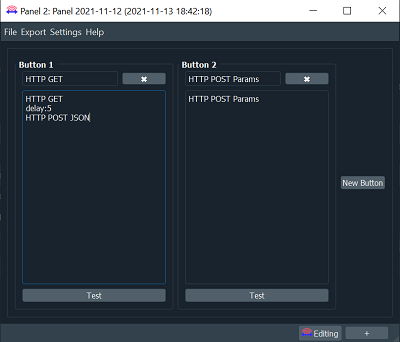 Panel 2: Panel 2021-11-12 (2021-11-13 18:42:18)
File Export Settings Help
Button 1
HTTP GET
HTTP GET
delay:5
HTTP POST JSON
Test
Button 2
HTTP POST Params
HTTP POST Params
Test
New Button
Editing
+